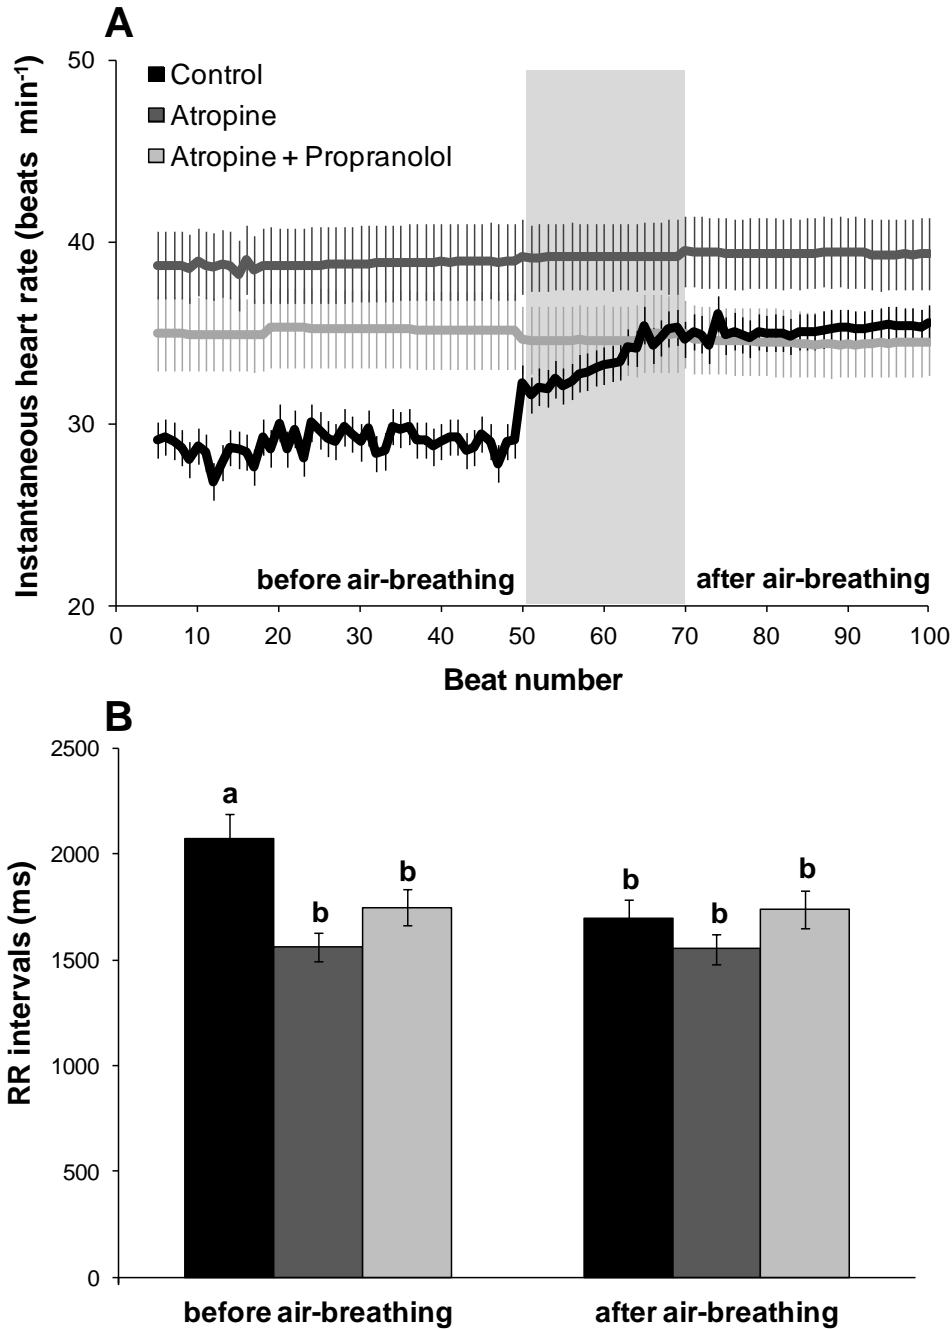 A
Instantaneous heart rate (beats min-1)
50
40
30
20
Control
Atropine
Atropine + Propranolol
before air-breathing
after air-breathing
0 10 20 30 40 50 60 70 80 90 100
Beat number
B
RR intervals (ms)
2500
2000
1500
1000
500
0
a
b
b
b
b
b
before air-breathing
after air-breathing